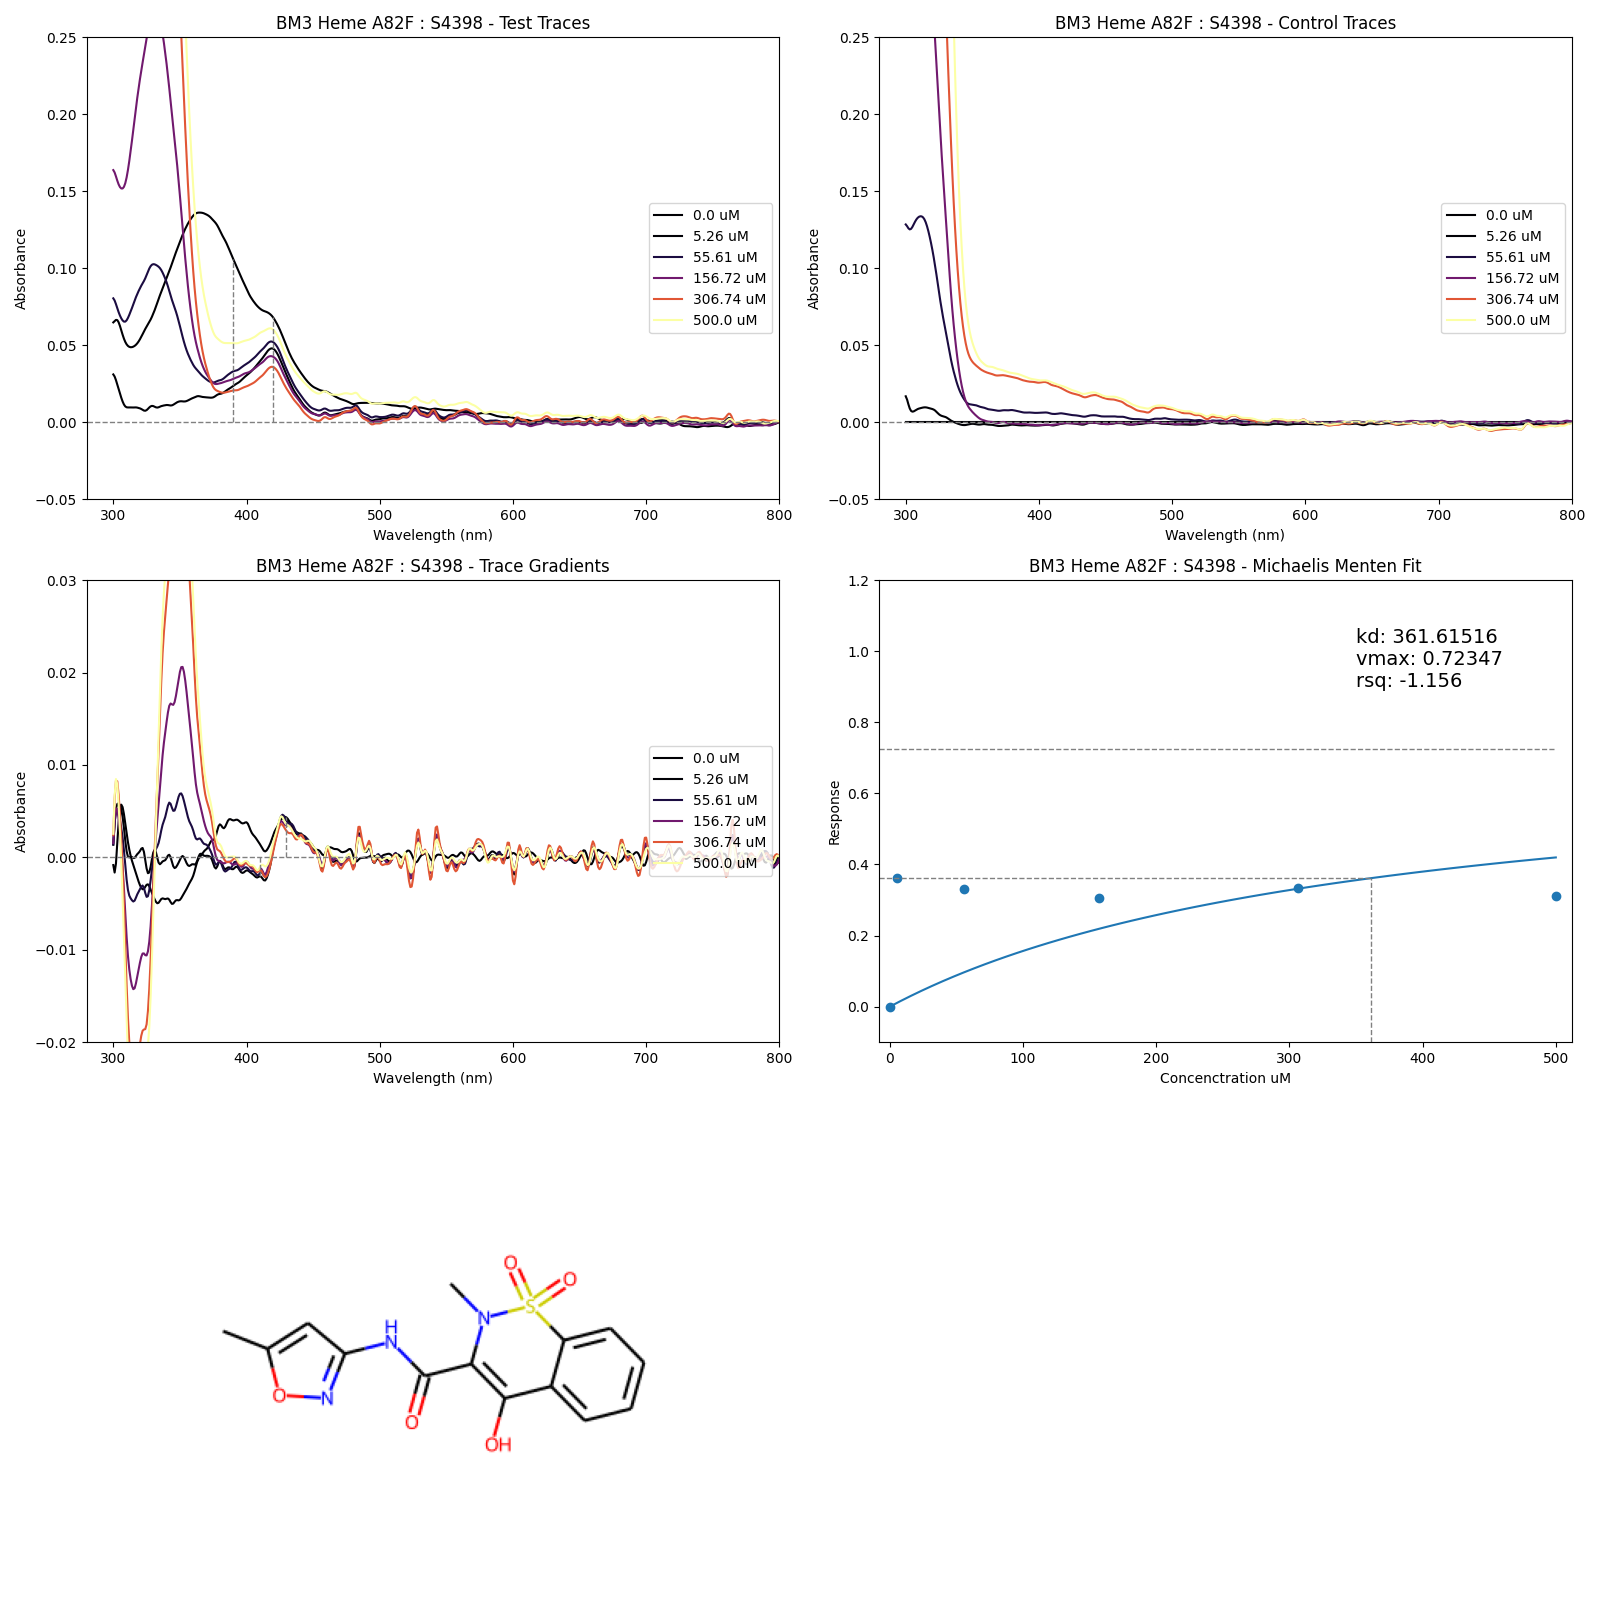 BM3 Heme A82F : S4398 - Test Traces
0.25
0.20
0.15
0.10
0.05
0.00
−0.05
Absorbance
0.0 uM
5.26 uM
55.61 uM
156.72 uM
306.74 uM
500.0 uM
300 400 500 600 700 800
Wavelength (nm)
BM3 Heme A82F : S4398 - Control Traces
0.25
0.20
0.15
0.10
0.05
0.00
−0.05
Absorbance
0.0 uM
5.26 uM
55.61 uM
156.72 uM
306.74 uM
500.0 uM
300 400 500 600 700 800
Wavelength (nm)
BM3 Heme A82F : S4398 - Trace Gradients
0.03
0.02
0.01
0.00
−0.01
−0.02
Absorbance
0.0 uM
5.26 uM
55.61 uM
156.72 uM
306.74 uM
500.0 uM
300 400 500 600 700 800
Wavelength (nm)
BM3 Heme A82F : S4398 - Michaelis Menten Fit
1.2
1.0
0.8
0.6
0.4
0.2
0.0
Response
kd: 361.61516
vmax: 0.72347
rsq: -1.156
0 100 200 300 400 500
Concenctration uM
O
O
S
N
H
N
O
N
O
OH